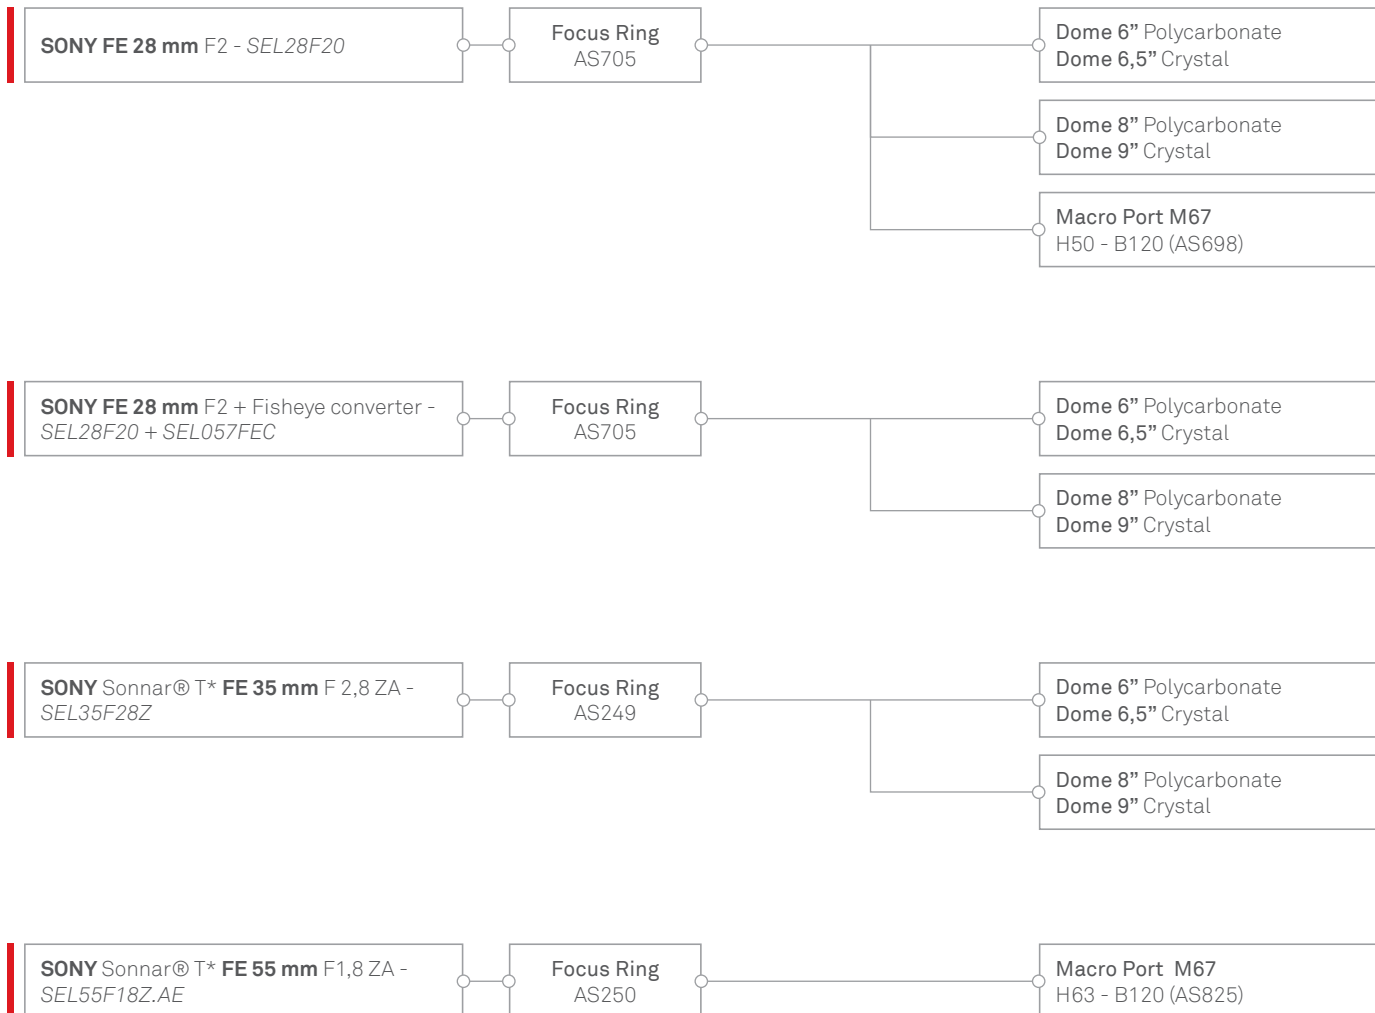 SONY FE 28 mm F2 - SEL28F20
Focus Ring
AS705
Dome 6” Polycarbonate
Dome 6,5” Crystal
Dome 8” Polycarbonate
Dome 9” Crystal
Macro Port M67
H50 - B120 (AS698)
SONY FE 28 mm F2 + Fisheye converter -
SEL28F20 + SEL057FEC
Focus Ring
AS705
Dome 6” Polycarbonate
Dome 6,5” Crystal
Dome 8” Polycarbonate
Dome 9” Crystal
SONY Sonnar® T* FE 35 mm F 2,8 ZA -
SEL35F28Z
Focus Ring
AS249
Dome 6” Polycarbonate
Dome 6,5” Crystal
Dome 8” Polycarbonate
Dome 9” Crystal
SONY Sonnar® T* FE 55 mm F1,8 ZA -
SEL55F18Z.AE
Focus Ring
AS250
Macro Port M67
H63 - B120 (AS825)